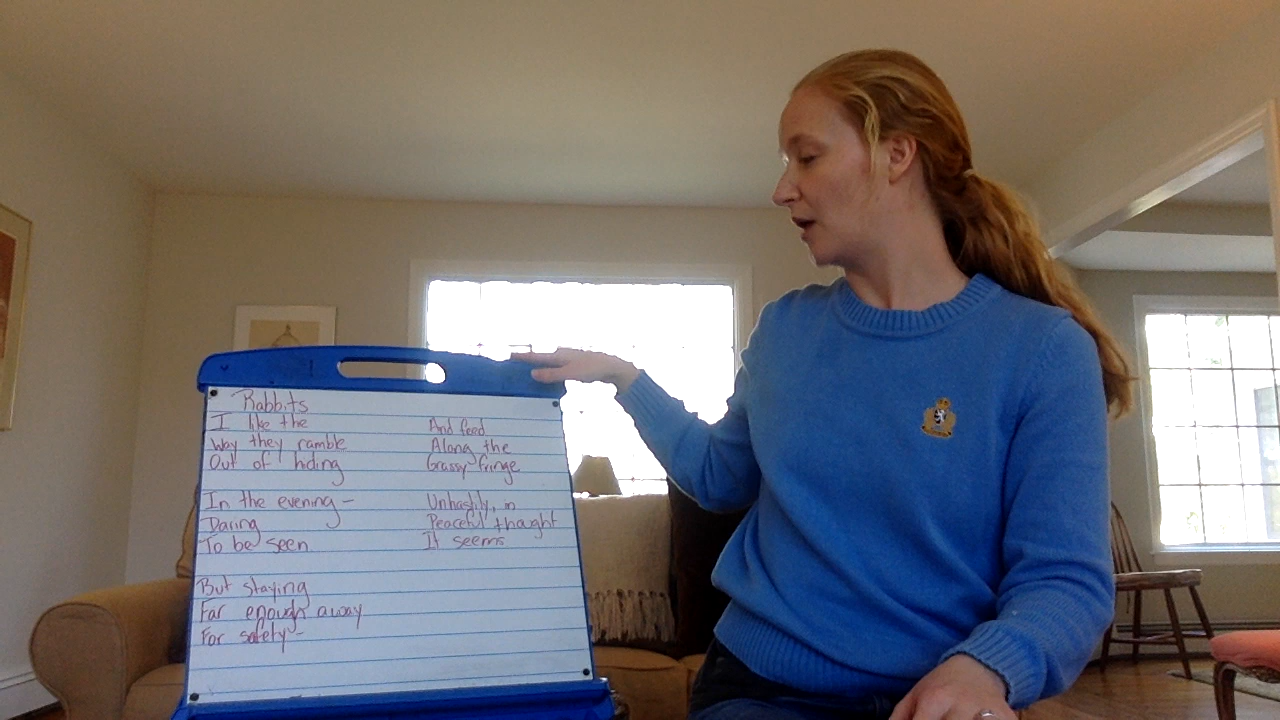 Rabbits
I like the
Way they ramble
Out of hiding
In the evening-
Daring
To be seen
But staying
Far enough away
For safety-
And feed
Along the
Grassy fringe
Unhastily, in
Peaceful thought
It seems